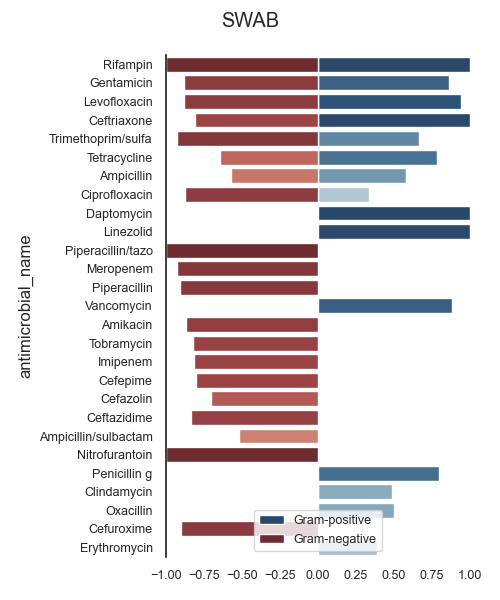 SWAB
antimicrobial_name
Rifampin
Gentamicin
Levofloxacin
Ceftriaxone
Trimethoprim/sulfa
Tetracycline
Ampicillin
Ciprofloxacin
Daptomycin
Linezolid
Piperacillin/tazo
Meropenem
Piperacillin
Vancomycin
Amikacin
Tobramycin
Imipenem
Cefepime
Cefazolin
Ceftazidime
Ampicillin/sulbactam
Nitrofurantoin
Penicillin g
Clindamycin
Oxacillin
Cefuroxime
Erythromycin
Gram-positive
Gram-negative
−1.00 −0.75 −0.50 −0.25 0.00 0.25 0.50 0.75 1.00